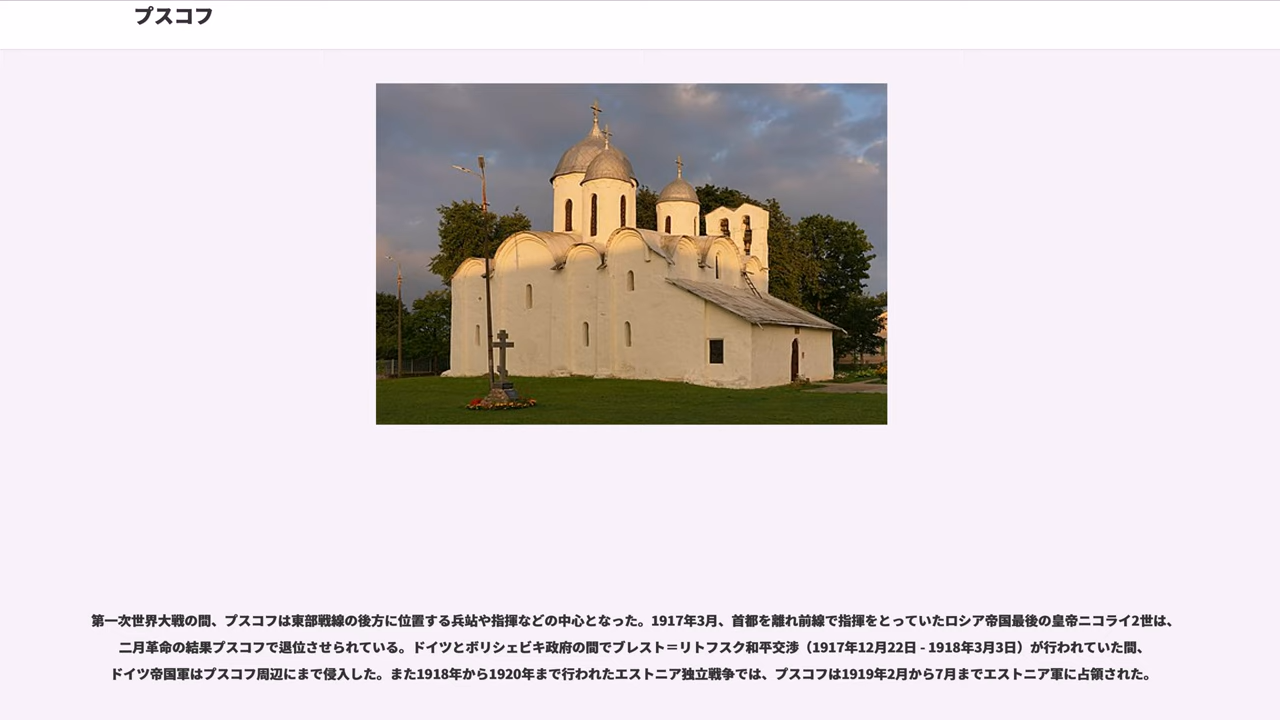 プスコフ
第一次世界大戦の間、プスコフは東部戦線の後方に位置する兵站や指揮などの中心となった。1917年3月、首都を離れ前線で指揮をとっていたロシア帝国最後の皇帝ニコライ2世は、
二月革命の結果プスコフで退位させられている。ドイツとボリシェビキ政府の間でブレスト＝リトフスク和平交渉（1917年12月22日 - 1918年3月3日）が行われていた間、
ドイツ帝国軍はプスコフ周辺にまで侵入した。また1918年から1920年まで行われたエストニア独立戦争では、プスコフは1919年2月から7月までエストニア軍に占領された。